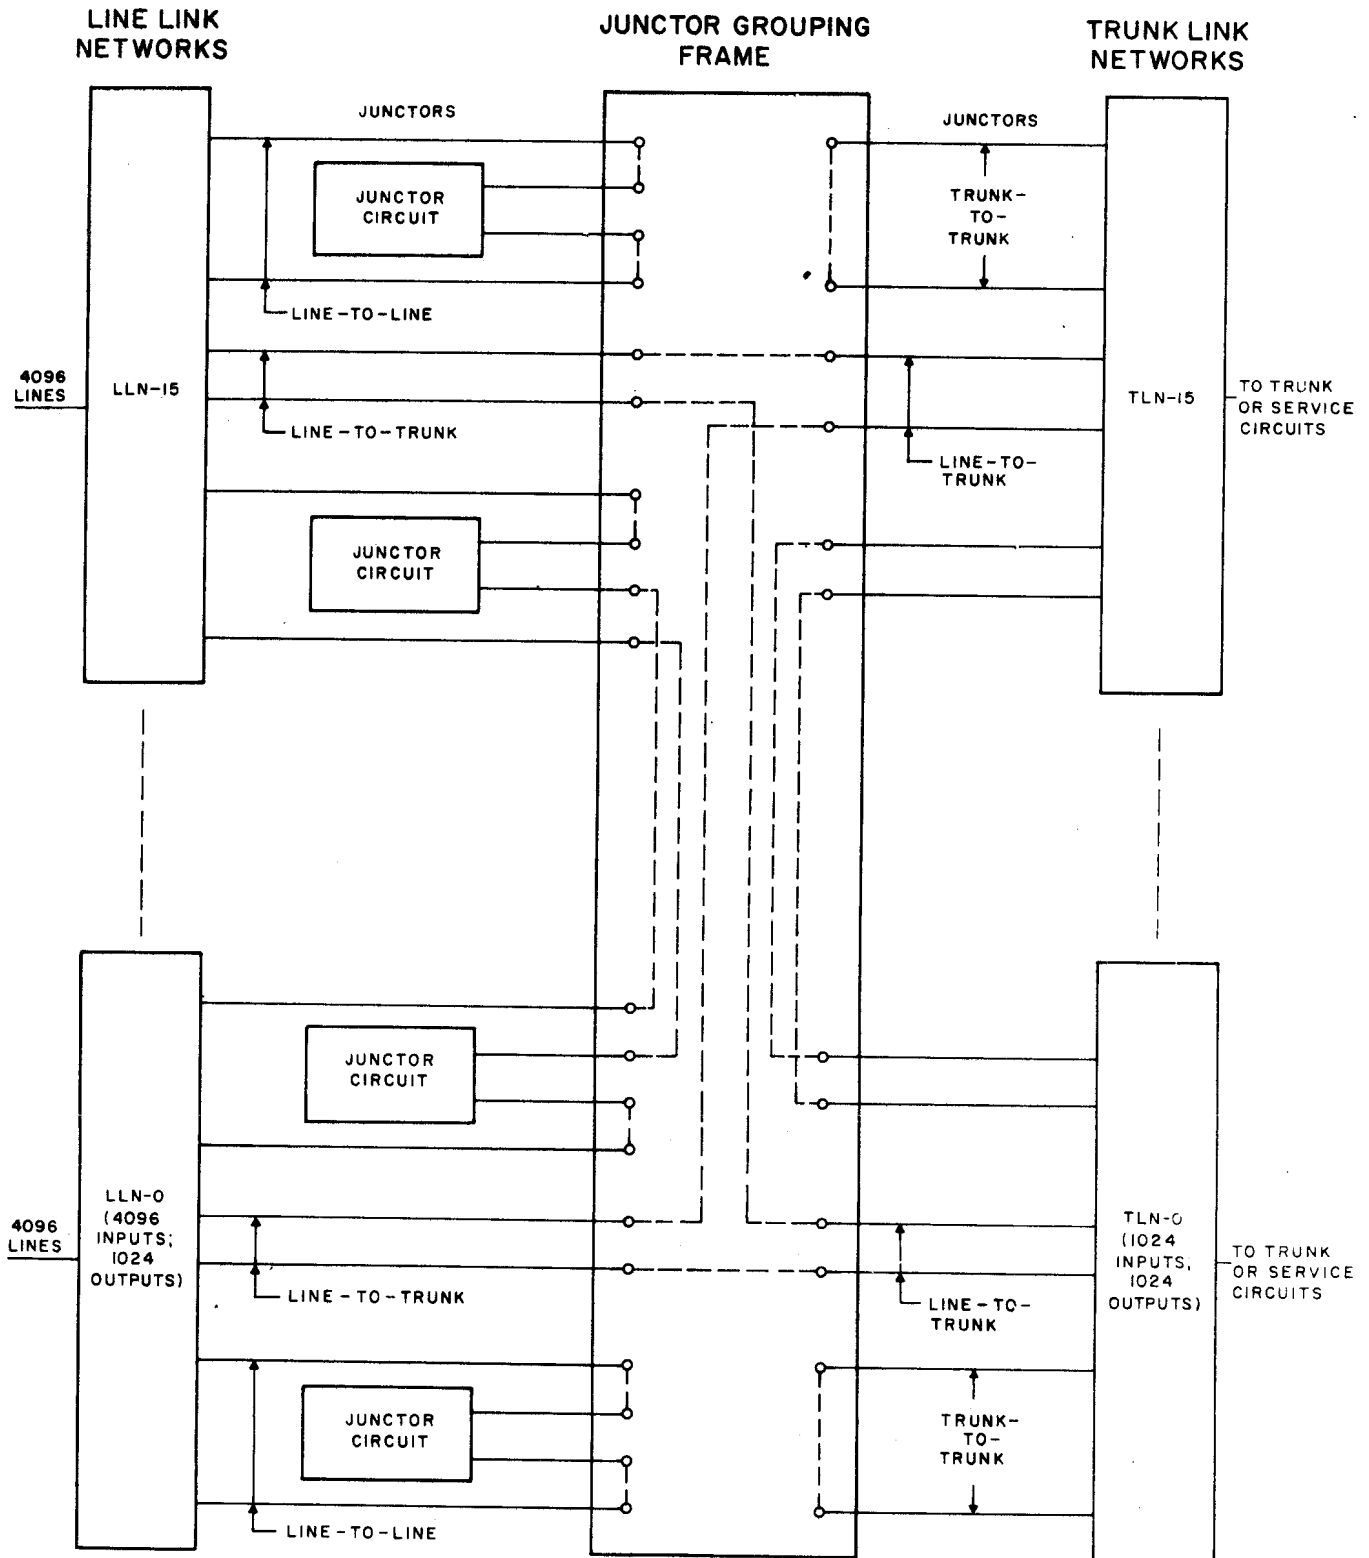 LINE LINK
NETWORKS
JUNCTOR GROUPING
FRAME
TRUNK LINK
NETWORKS
JUNCTORS
JUNCTORS
JUNCTOR
CIRCUIT
TRUNK-
TO-
TRUNK
LINE-TO-LINE
4096
LINES
LLN-15
TLN-15
TO TRUNK
OR SERVICE
CIRCUITS
LINE-TO-TRUNK
LINE-TO-
TRUNK
JUNCTOR
CIRCUIT
JUNCTOR
CIRCUIT
4096
LINES
LLN-0
(4096
INPUTS;
1024
OUTPUTS)
TLN-0
(1024
INPUTS,
1024
OUTPUTS)
TO TRUNK
OR SERVICE
CIRCUITS
LINE-TO-TRUNK
LINE-TO-
TRUNK
JUNCTOR
CIRCUIT
TRUNK-
TO-
TRUNK
LINE-TO-LINE